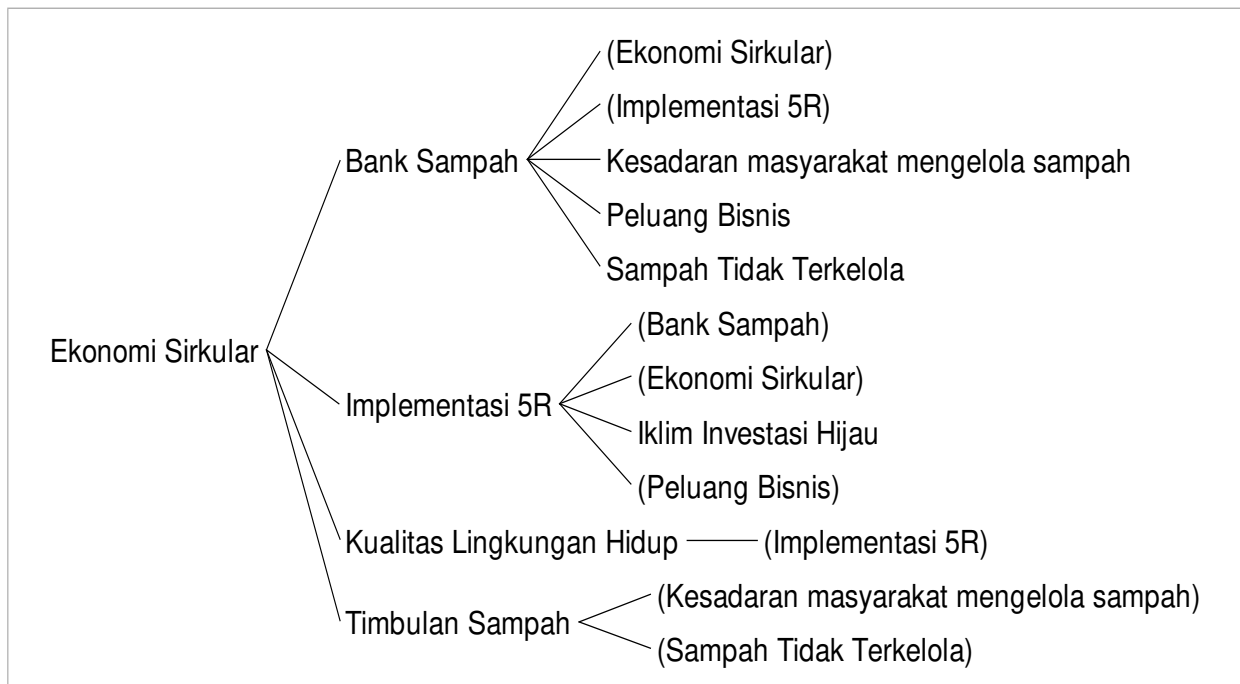 Ekonomi Sirkular
Bank Sampah
(Ekonomi Sirkular)
(Implementasi 5R)
Kesadaran masyarakat mengelola sampah
Peluang Bisnis
Sampah Tidak Terkelola
Implementasi 5R
(Bank Sampah)
(Ekonomi Sirkular)
Iklim Investasi Hijau
(Peluang Bisnis)
Kualitas Lingkungan Hidup
(Implementasi 5R)
Timbulan Sampah
(Kesadaran masyarakat mengelola sampah)
(Sampah Tidak Terkelola)